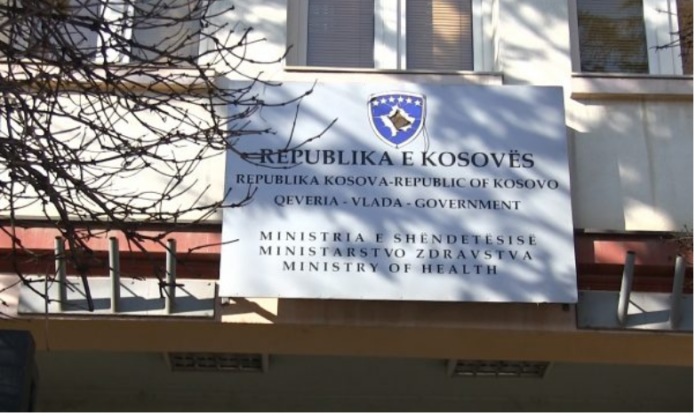 REPUBLIKA E KOSOVËS
REPUBLIKA KOSOVA-REPUBLIC OF KOSOVO
QEVERIA - VLADA - GOVERNMENT
MINISTRIA E SHËNDETËSISË
MINISTARSTVO ZDRAVSTVA
MINISTRY OF HEALTH